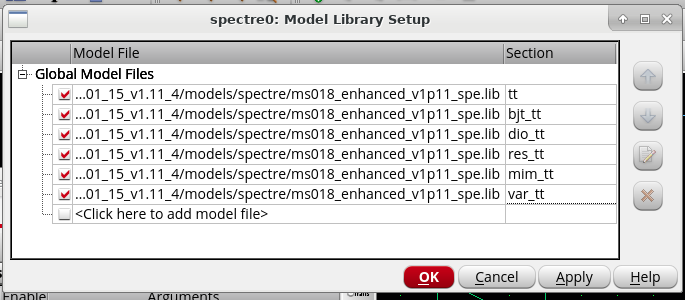 spectre0: Model Library Setup
Model File Section
Global Model Files
...01_15_v1.11_4/models/spectre/ms018_enhanced_v1p11_spe.lib tt
...01_15_v1.11_4/models/spectre/ms018_enhanced_v1p11_spe.lib bjt_tt
...01_15_v1.11_4/models/spectre/ms018_enhanced_v1p11_spe.lib dio_tt
...01_15_v1.11_4/models/spectre/ms018_enhanced_v1p11_spe.lib res_tt
...01_15_v1.11_4/models/spectre/ms018_enhanced_v1p11_spe.lib mim_tt
...01_15_v1.11_4/models/spectre/ms018_enhanced_v1p11_spe.lib var_tt
<Click here to add model file>
OK Cancel Apply Help
Enable Arguments